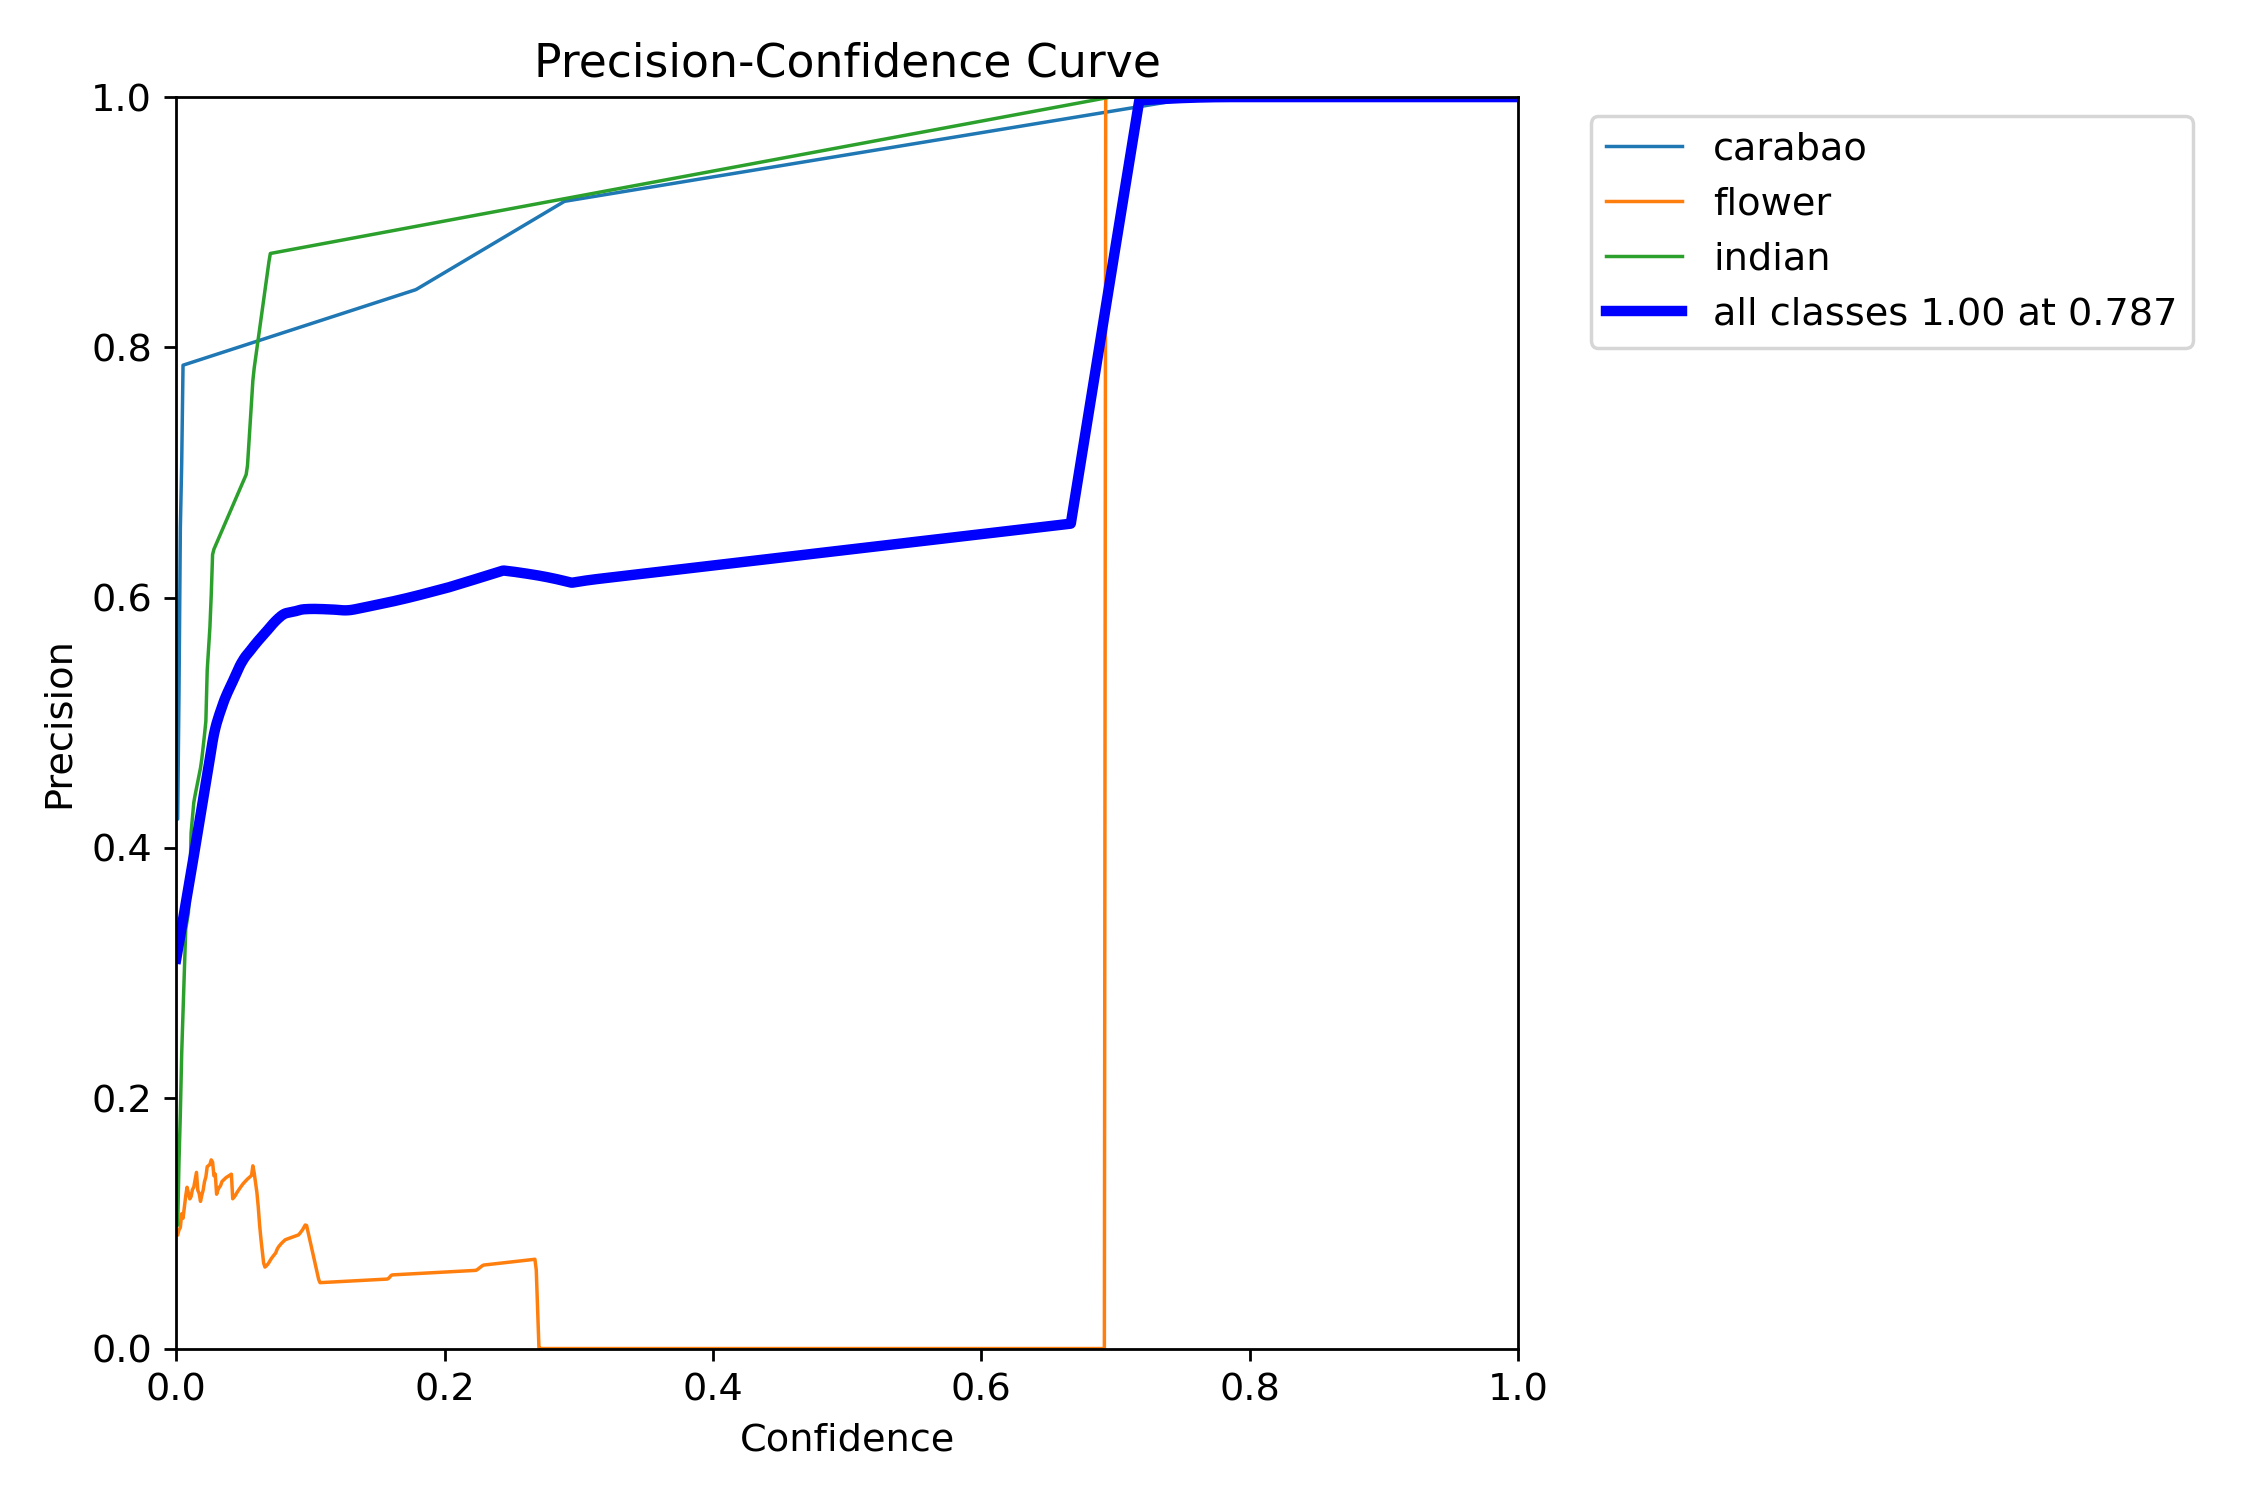 Precision-Confidence Curve
1.0
0.8
0.6
0.4
0.2
0.0
Precision
0.0 0.2 0.4 0.6 0.8 1.0
Confidence
carabao
flower
indian
all classes 1.00 at 0.787